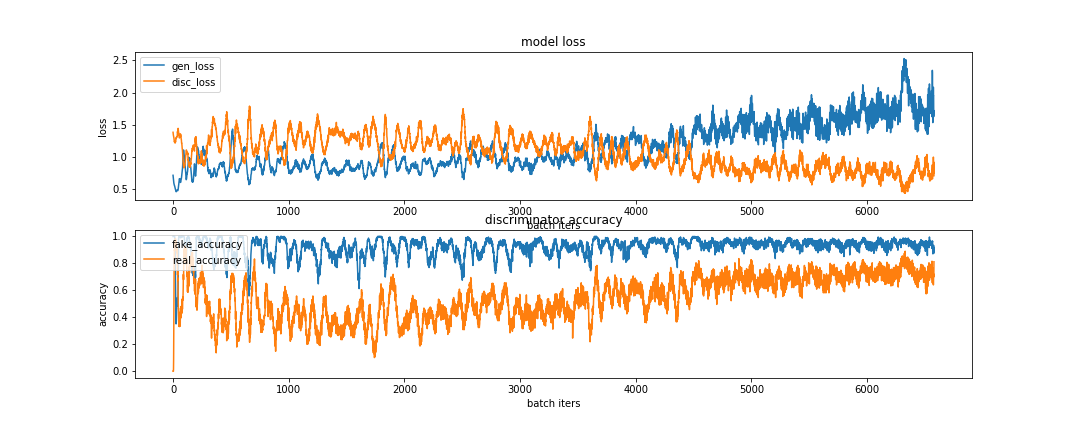 model loss
2.5
2.0
1.5
1.0
0.5
loss
gen_loss
disc_loss
0 1000 2000 3000 4000 5000 6000
batch iters
discriminator accuracy
1.0
0.8
0.6
0.4
0.2
0.0
accuracy
fake_accuracy
real_accuracy
0 1000 2000 3000 4000 5000 6000
batch iters